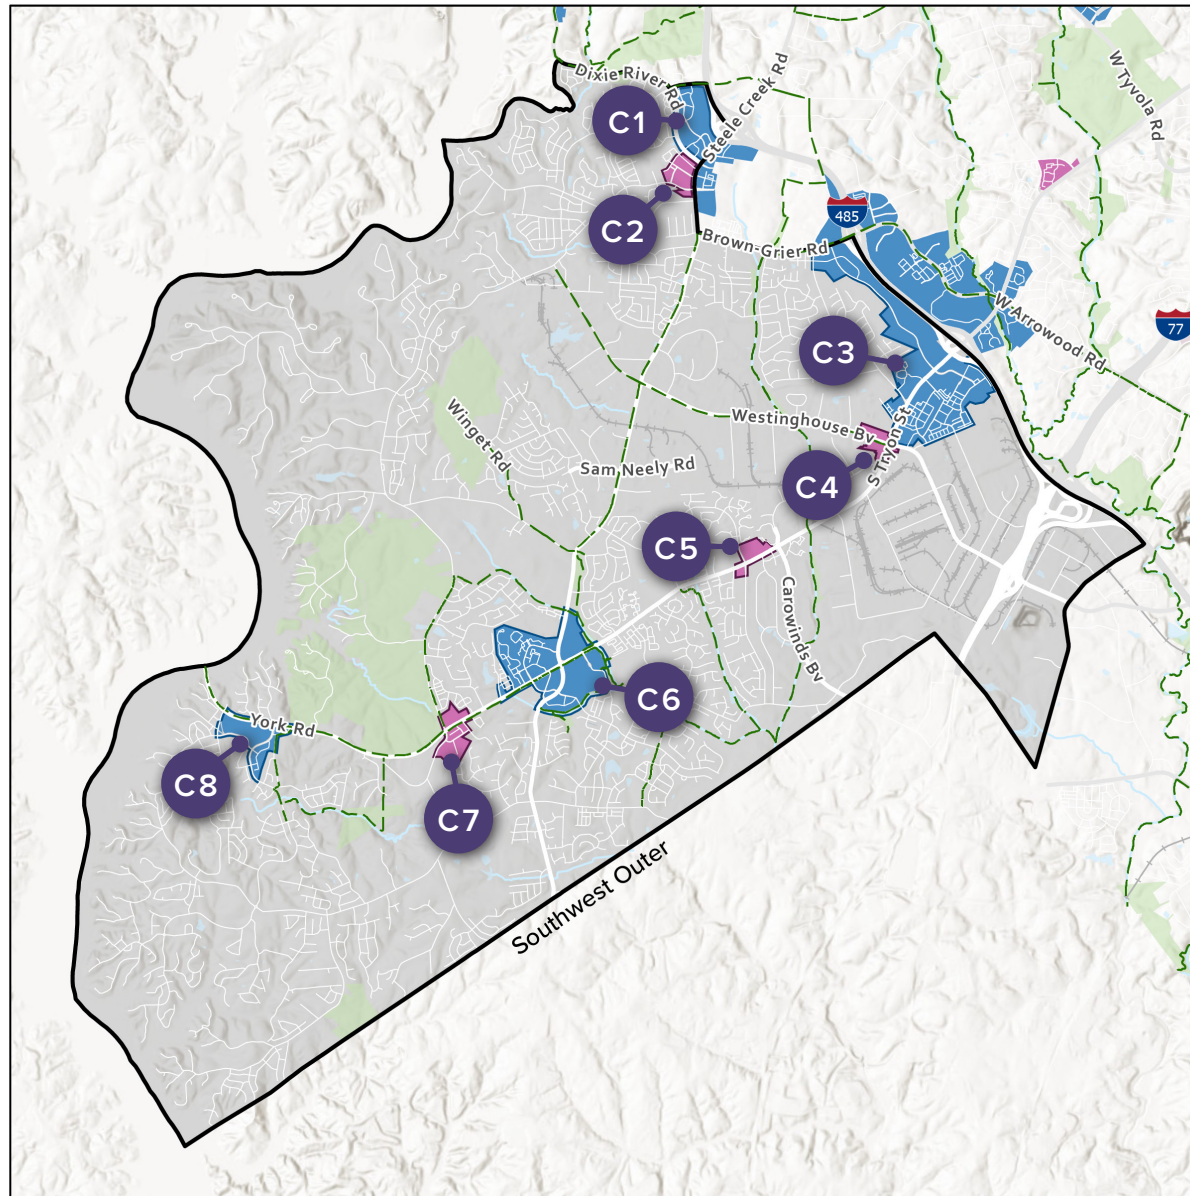 Dixie River Rd
Steele Creek Rd
W Tyvola Rd
C1
C2
485
Brown-Grier Rd
W Arrowood Rd
77
C3
Winget Rd
Westinghouse Bv
S Tryon St
Sam Neely Rd
C4
C5
Carowinds Bv
C6
York Rd
C8
C7
Southwest Outer